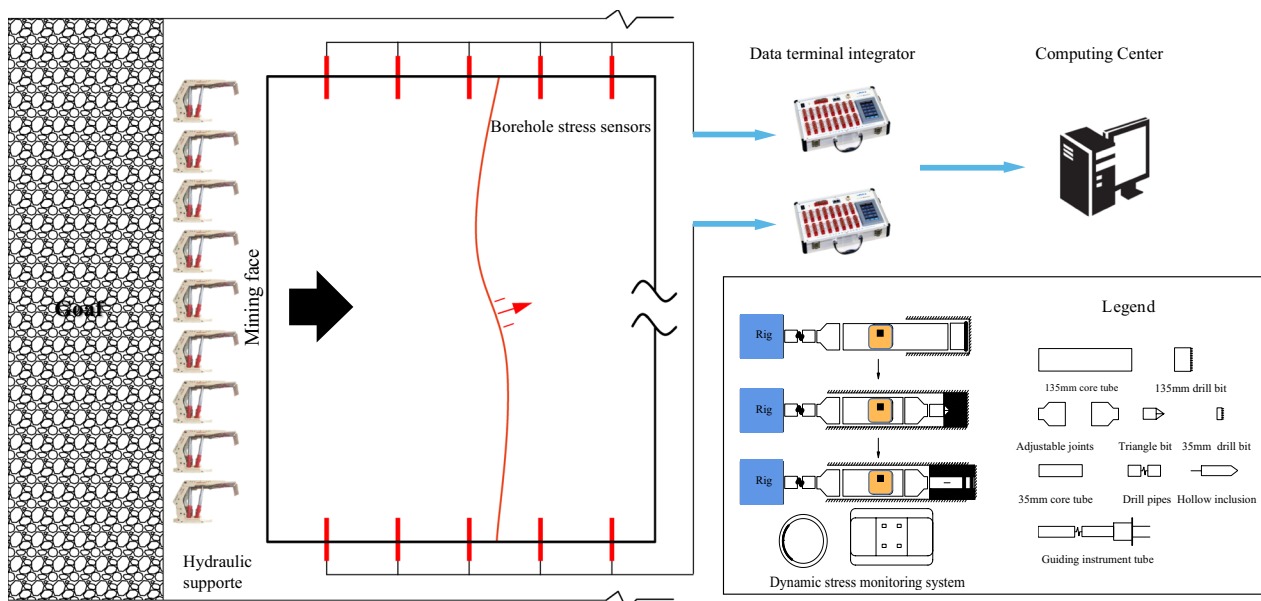 Data terminal integrator
Computing Center
Borehole stress sensors
Goaf
Mining face
Hydraulic
supporte
Legend
Rig
Rig
Rig
135mm core tube
135mm drill bit
Adjustable joints
Triangle bit
35mm drill bit
35mm core tube
Drill pipes
Hollow inclusion
Guiding instrument tube
Dynamic stress monitoring system